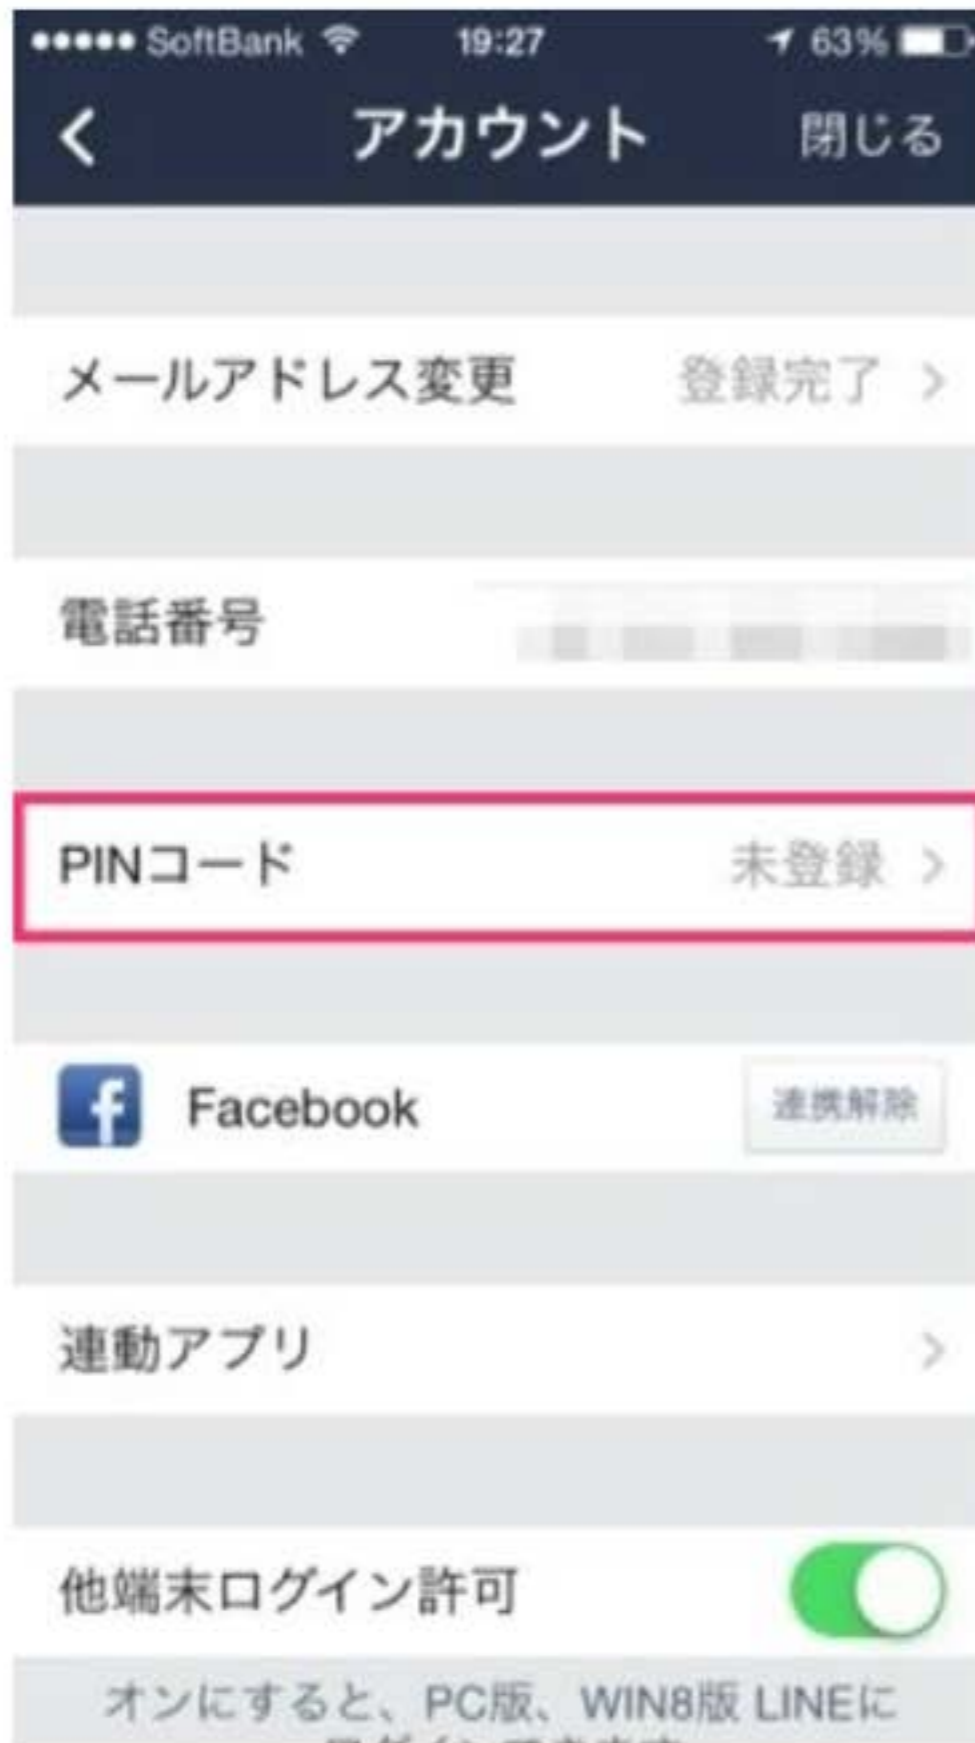 SoftBank 19:27 63%
アカウント 閉じる
メールアドレス変更 登録完了
電話番号
PINコード 未登録
Facebook 連携解除
連動アプリ
他端末ログイン許可
オンにすると、PC版、WIN8版 LINEに